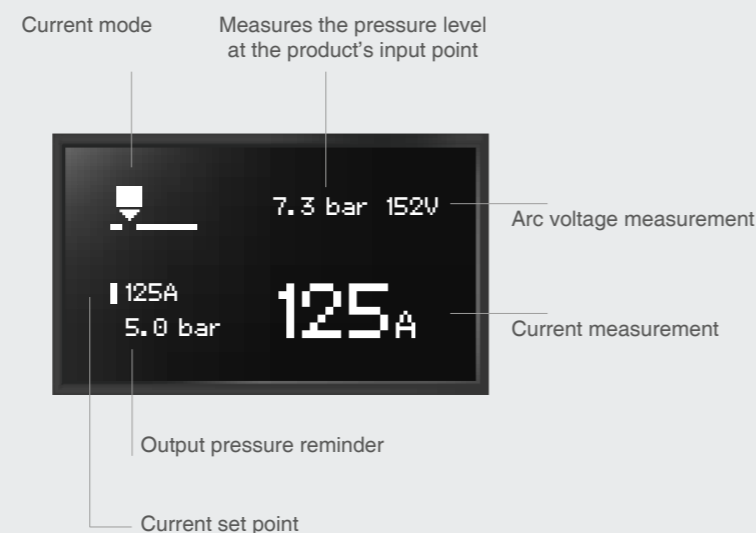 Current mode
Measures the pressure level
at the product's input point
7.3 bar 152V
Arc voltage measurement
125A
5.0 bar
125A
Current measurement
Output pressure reminder
Current set point